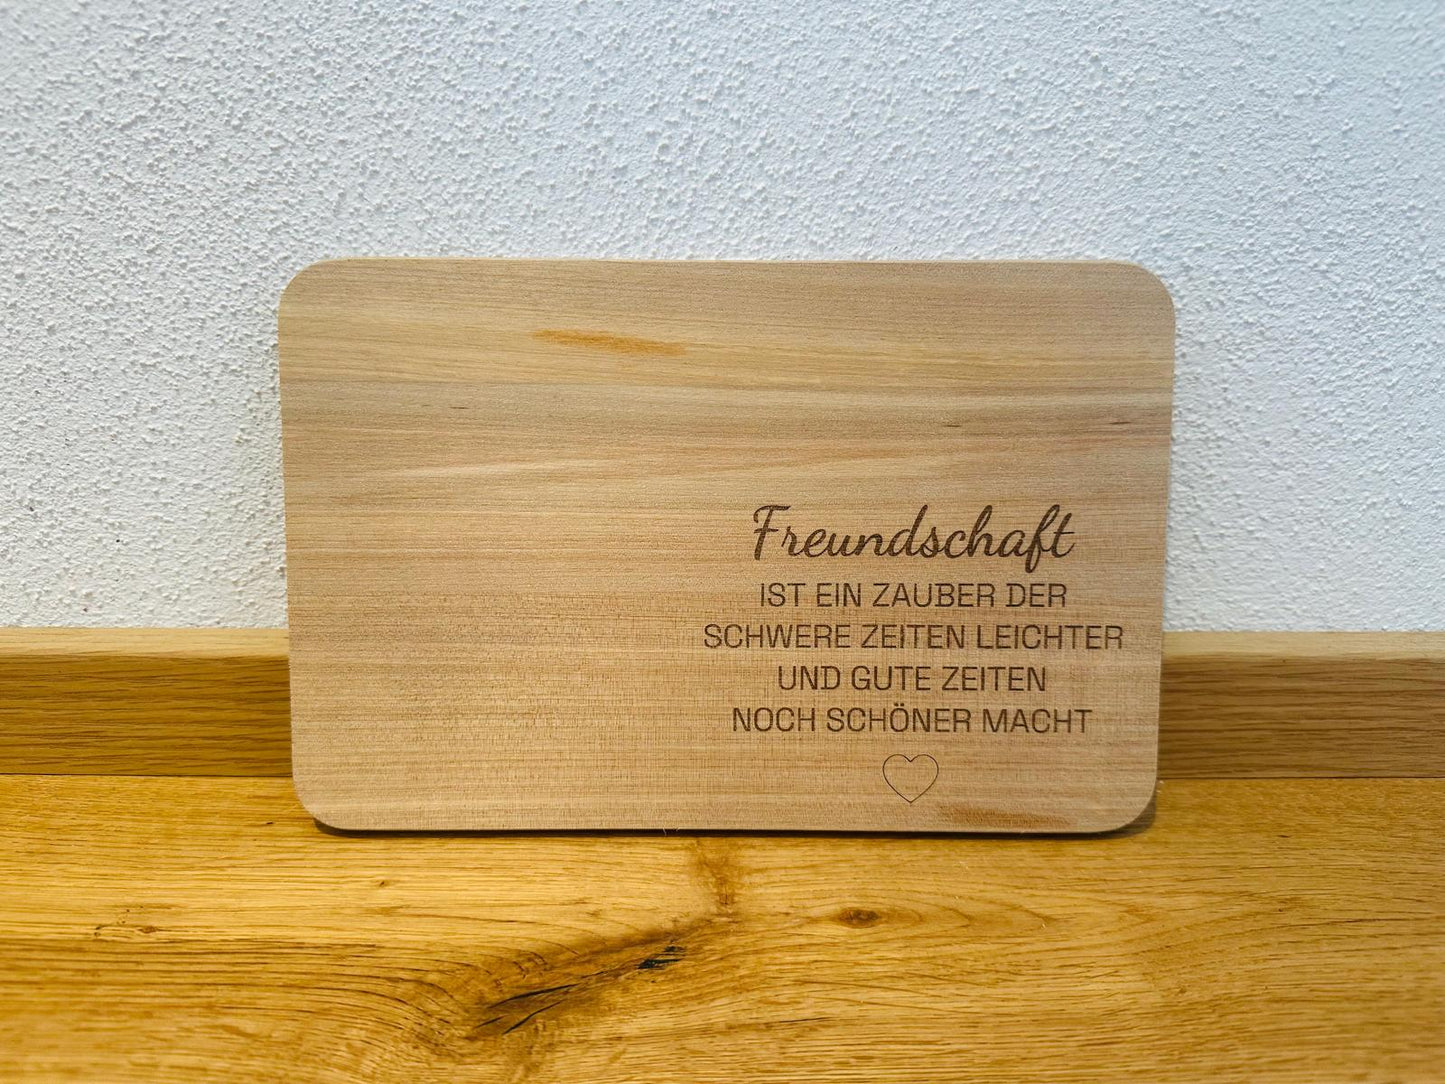 Freundschaft
IST EIN ZAUBER DER
SCHWERE ZEITEN LEICHTER
UND GUTE ZEITEN
NOCH SCHÖNER MACHT